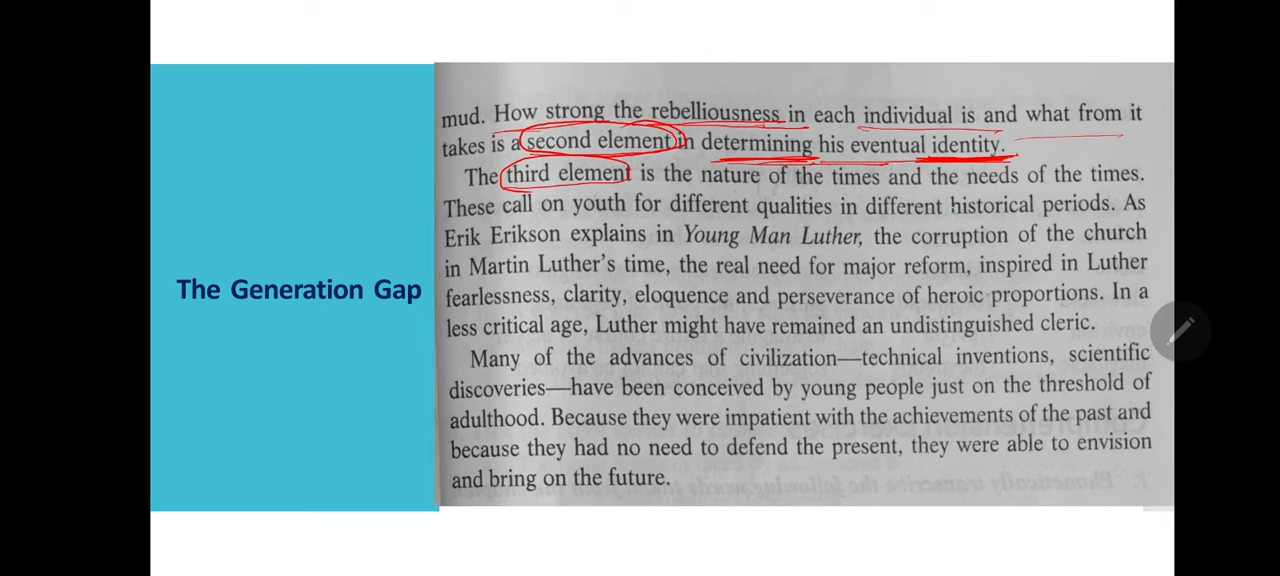 The Generation Gap
mud. How strong the rebelliousness in each individual is and what from it
takes is a second element in determining his eventual identity.
The third element is the nature of the times and the needs of the times.
These call on youth for different qualities in different historical periods. As
Erik Erikson explains in Young Man Luther, the corruption of the church
in Martin Luther's time, the real need for major reform, inspired in Luther
fearlessness, clarity, eloquence and perseverance of heroic proportions. In a
less critical age, Luther might have remained an undistinguished cleric.
Many of the advances of civilization—technical inventions, scientific
discoveries—have been conceived by young people just on the threshold of
adulthood. Because they were impatient with the achievements of the past and
because they had no need to defend the present, they were able to envision
and bring on the future.